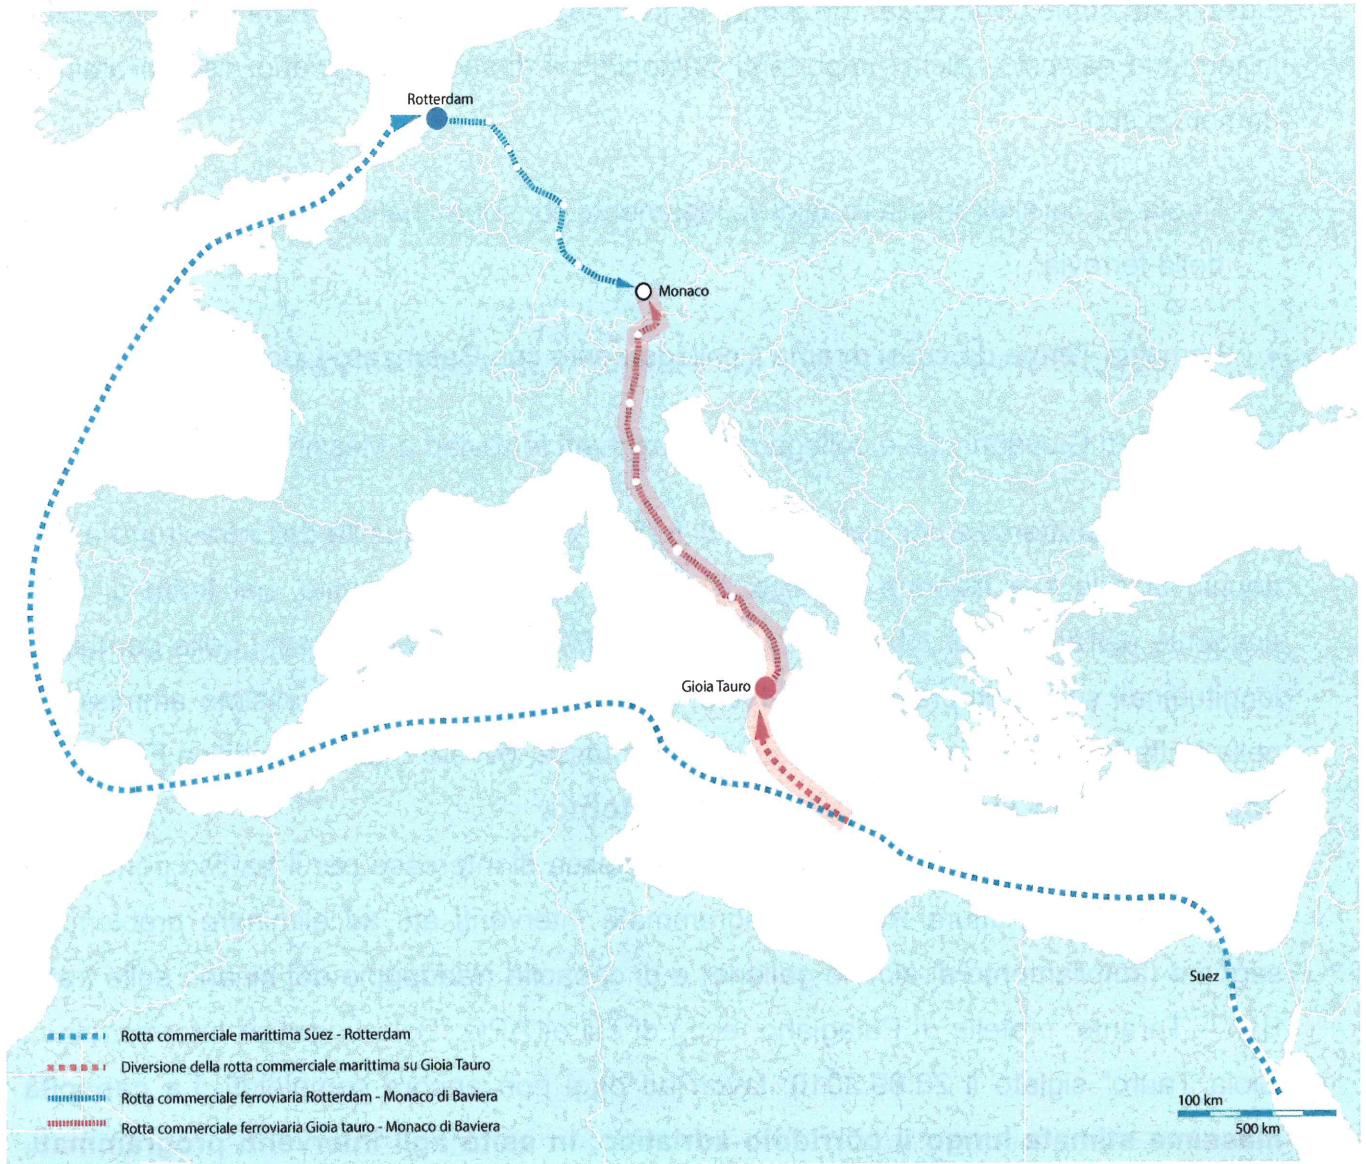 Rotterdam
Monaco
Gioia Tauro
Suez
Rotta commerciale marittima Suez - Rotterdam
Diversione della rotta commerciale marittima su Gioia Tauro
Rotta commerciale ferroviaria Rotterdam - Monaco di Baviera
Rotta commerciale ferroviaria Gioia tauro - Monaco di Baviera
100 km
500 km